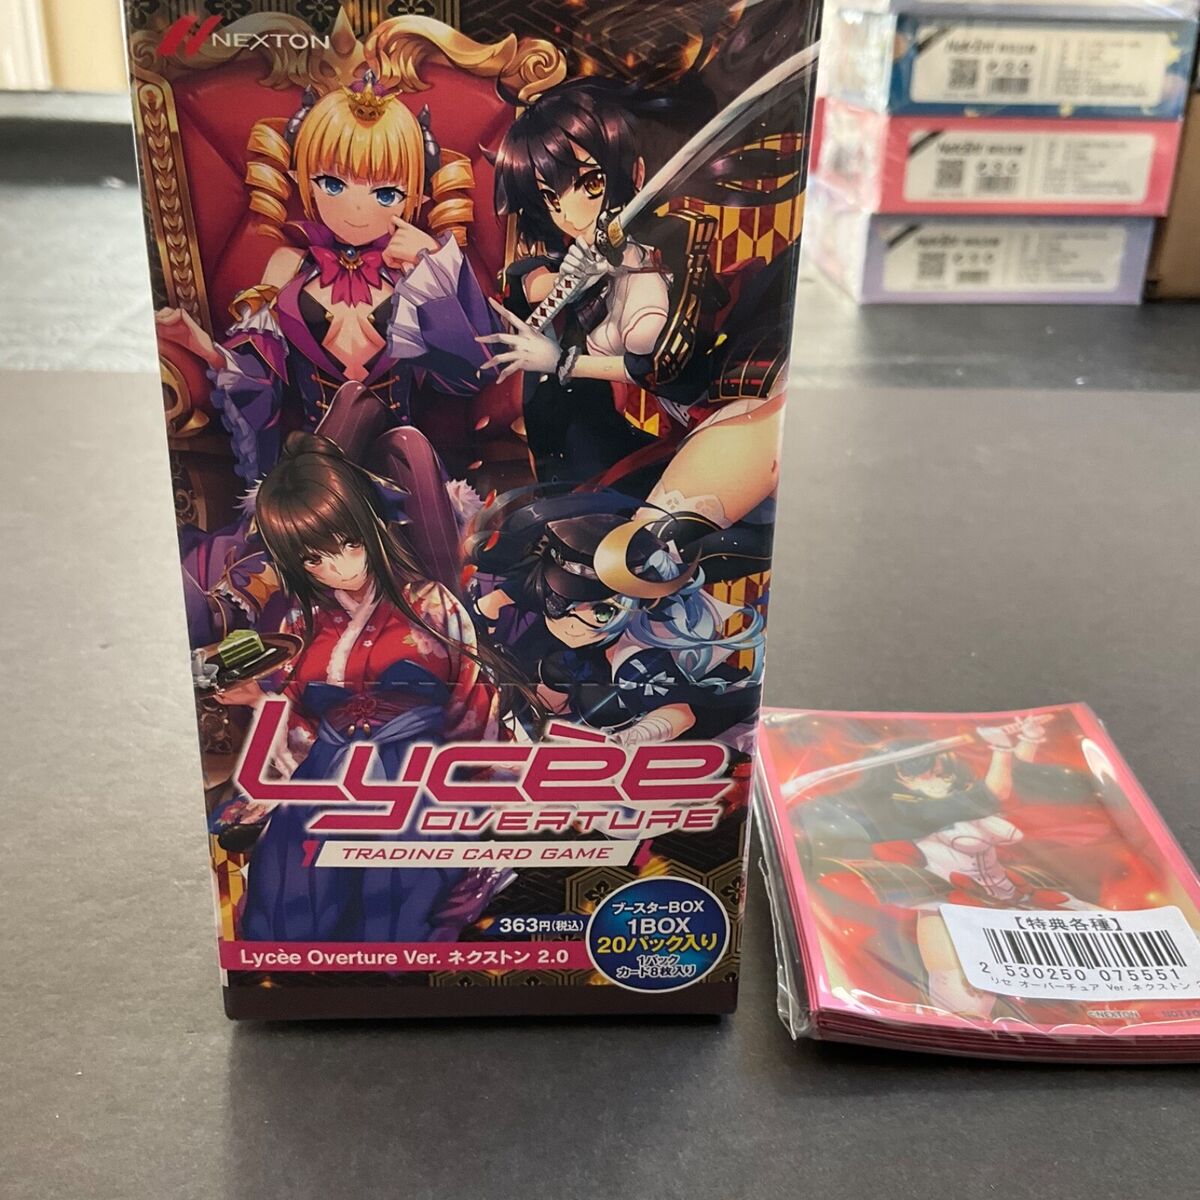 NEXTON
Lycèe
OVERTURE
TRADING CARD GAME
363円(税込)
ブースターBOX
1BOX
20パック入り
1パック
カード8枚入り
Lycèe Overture Ver. ネクストン 2.0
【特典各種】
2 530250 075551
リセ オーバーチュア Ver.ネクストン 2
©NEXTON